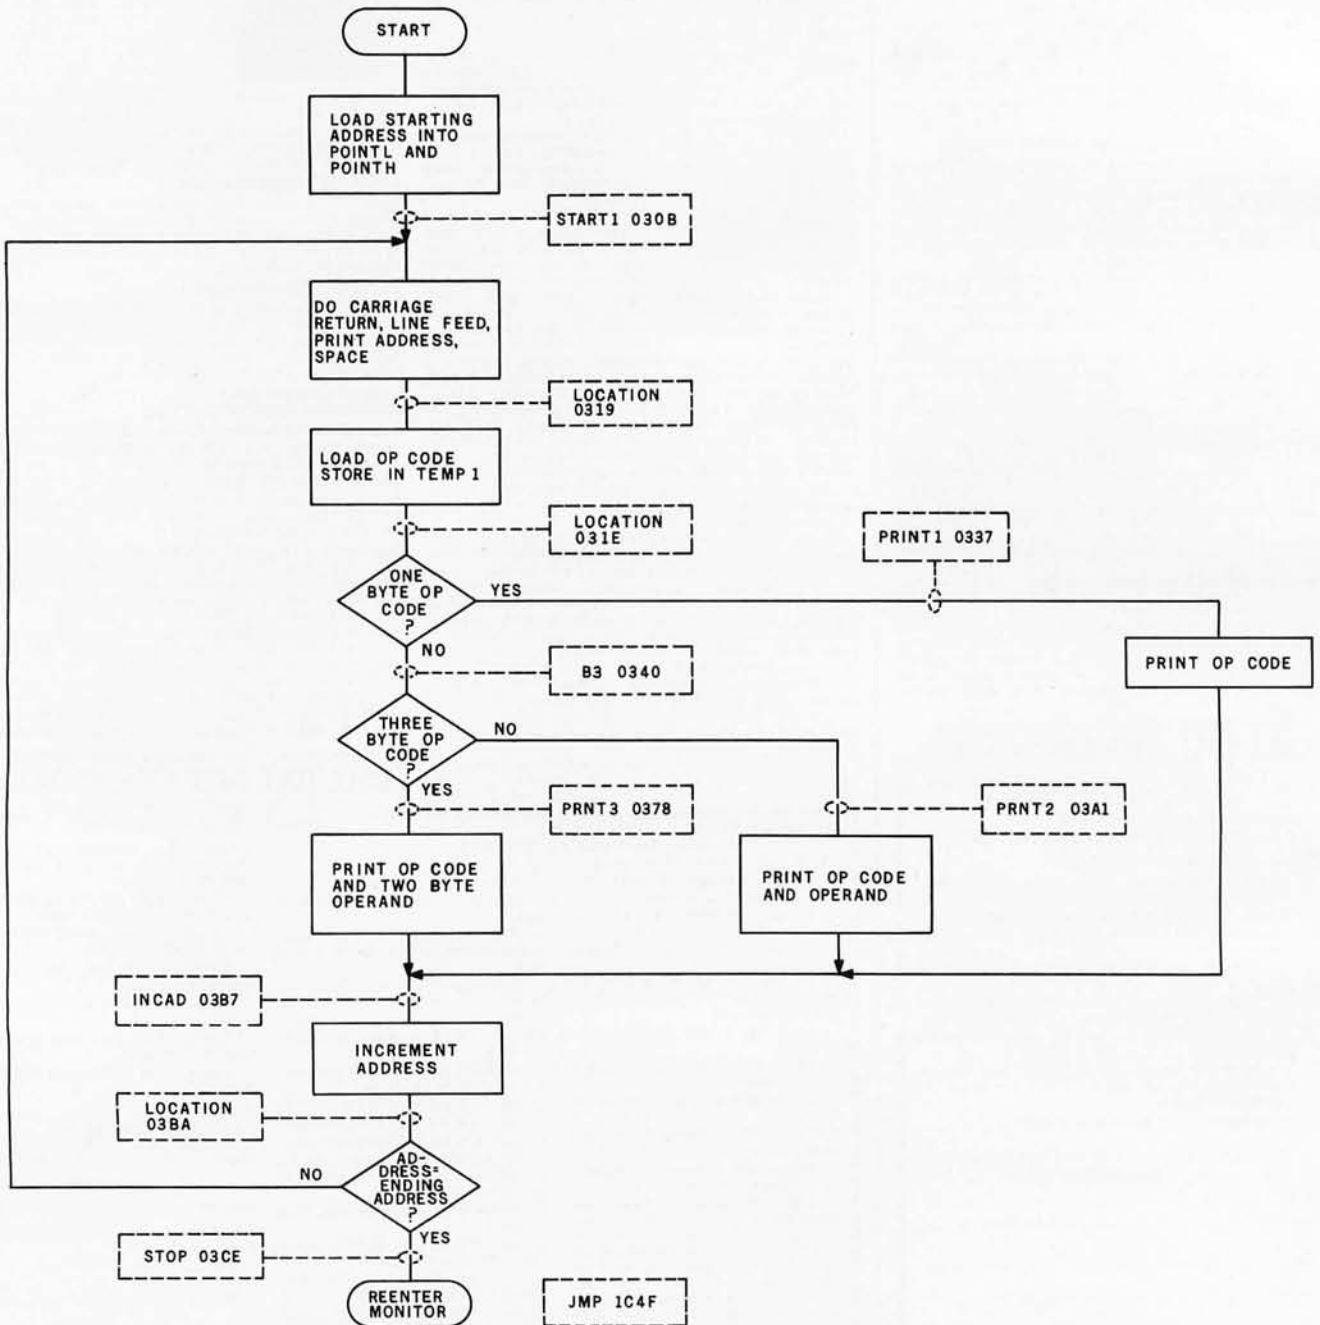 START
LOAD STARTING
ADDRESS INTO
POINTL AND
POINTH
START1 030B
DO CARRIAGE
RETURN, LINE FEED,
PRINT ADDRESS,
SPACE
LOCATION
0319
LOAD OP CODE
STORE IN TEMP 1
LOCATION
031E
PRINT1 0337
ONE
BYTE OP
CODE
?
YES
NO
B3 0340
PRINT OP CODE
THREE
BYTE OP
CODE
?
NO
YES
PRNT3 0378
PRNT2 03A1
PRINT OP CODE
AND TWO BYTE
OPERAND
PRINT OP CODE
AND OPERAND
INCAD 03B7
INCREMENT
ADDRESS
LOCATION
03BA
AD-
DRESS=
ENDING
ADDRESS
?
NO
YES
STOP 03CE
REENTER
MONITOR
JMP 1C4F